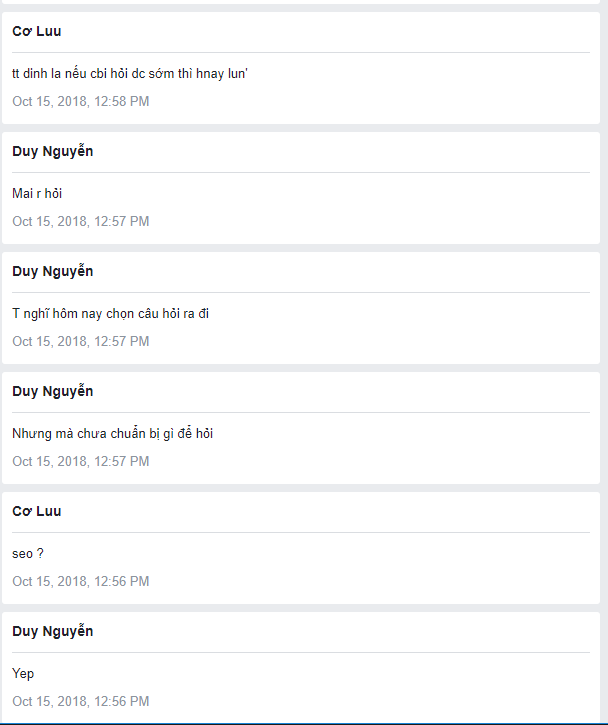 Cơ Luu
tt dinh la nếu cbi hỏi dc sớm thì hnay lun'
Oct 15, 2018, 12:58 PM
Duy Nguyễn
Mai r hỏi
Oct 15, 2018, 12:57 PM
Duy Nguyễn
T nghĩ hôm nay chọn câu hỏi ra đi
Oct 15, 2018, 12:57 PM
Duy Nguyễn
Nhưng mà chưa chuẩn bị gì để hỏi
Oct 15, 2018, 12:57 PM
Cơ Luu
seo ?
Oct 15, 2018, 12:56 PM
Duy Nguyễn
Yep
Oct 15, 2018, 12:56 PM